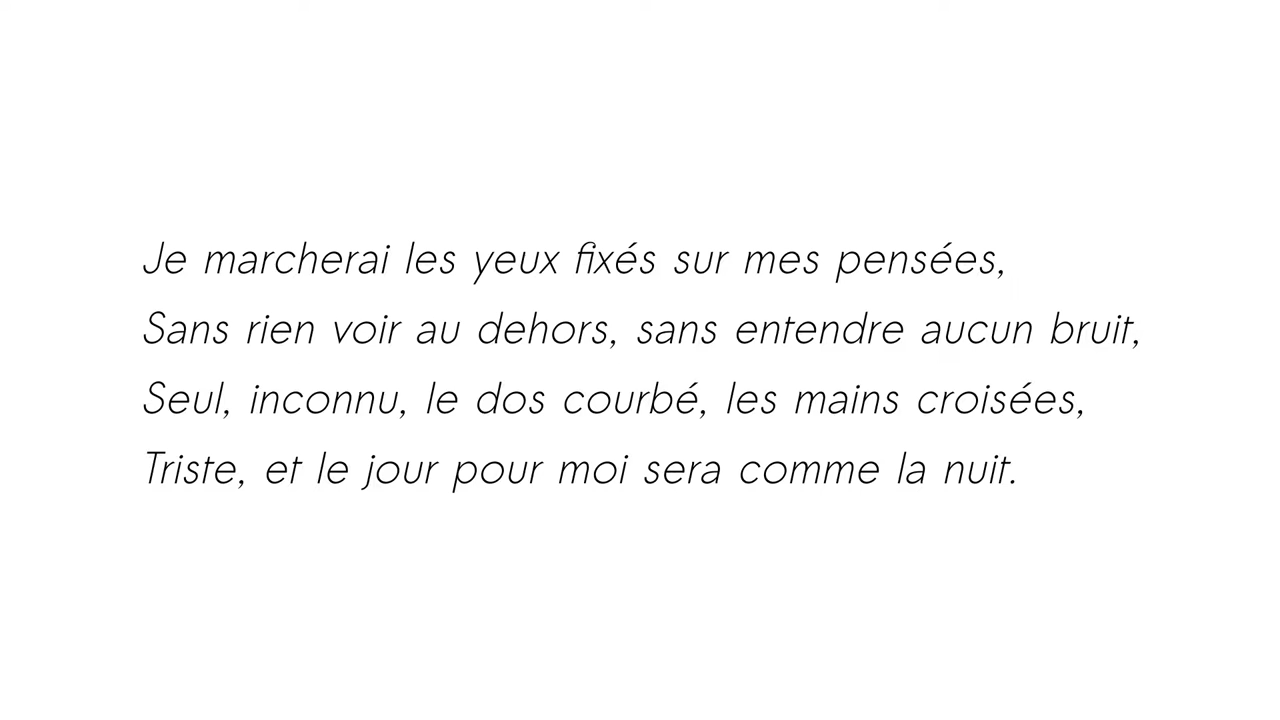 Je marcherai les yeux fixés sur mes pensées,
Sans rien voir au dehors, sans entendre aucun bruit,
Seul, inconnu, le dos courbé, les mains croisées,
Triste, et le jour pour moi sera comme la nuit.